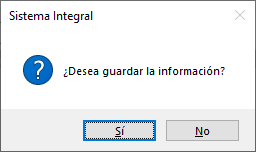 Sistema Integral
¿Desea guardar la información?
Sí
No